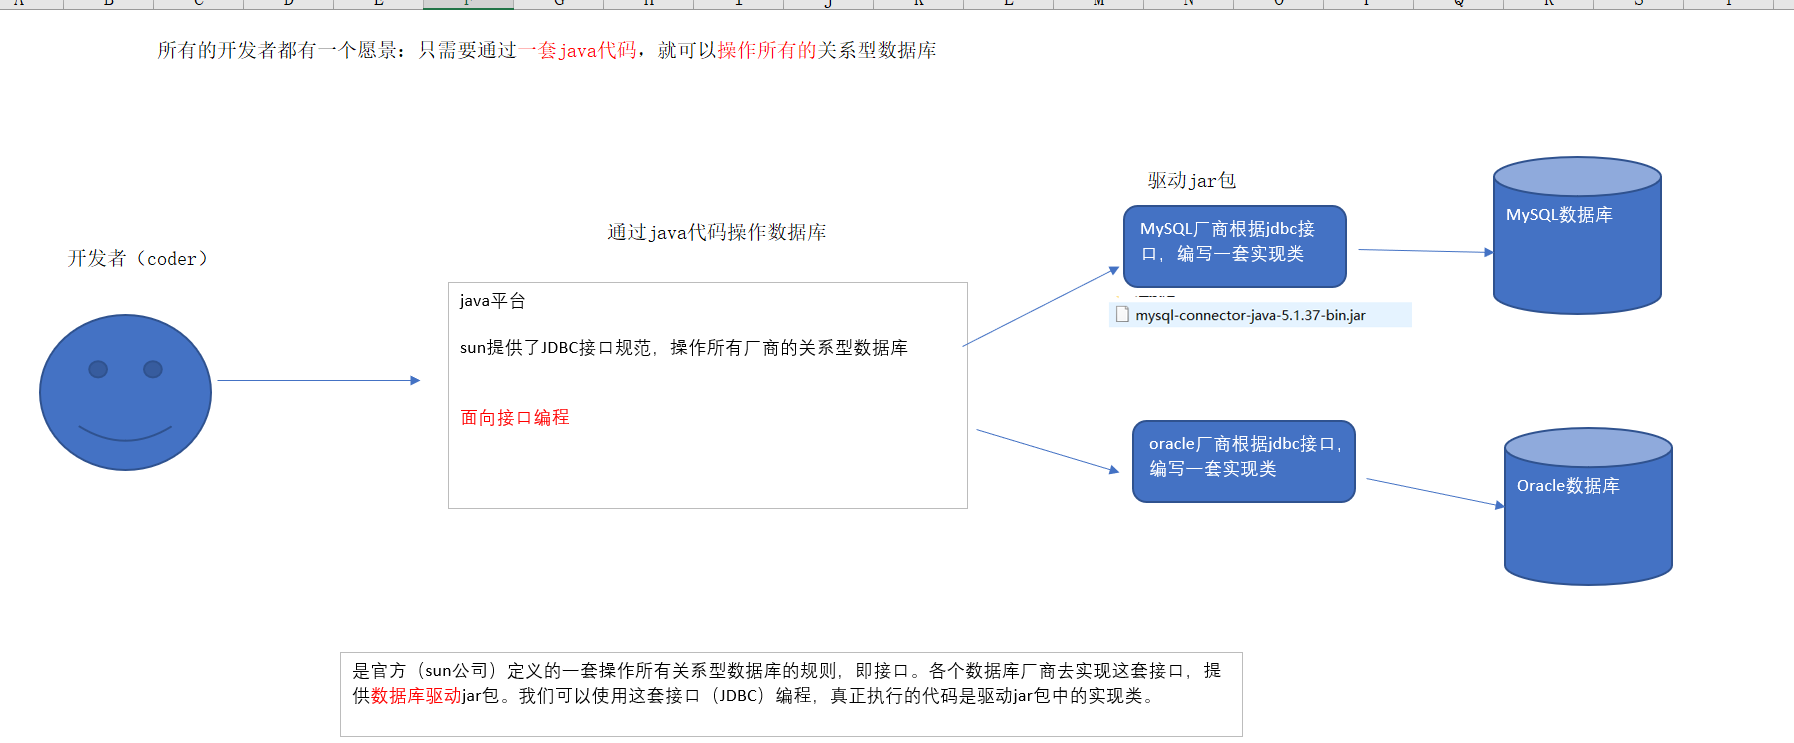 A B C D E F G H I J K L M N O P Q R S T
所有的开发者都有一个愿景：只需要通过一套java代码，就可以操作所有的关系型数据库
驱动jar包
MySQL厂商根据jdbc接
口，编写一套实现类
MySQL数据库
通过java代码操作数据库
开发者（coder）
java平台
mysql-connector-java-5.1.37-bin.jar
sun提供了JDBC接口规范，操作所有厂商的关系型数据库
面向接口编程
oracle厂商根据jdbc接口，
编写一套实现类
Oracle数据库
是官方（sun公司）定义的一套操作所有关系型数据库的规则，即接口。各个数据库厂商去实现这套接口，提
供数据库驱动jar包。我们可以使用这套接口（JDBC）编程，真正执行的代码是驱动jar包中的实现类。